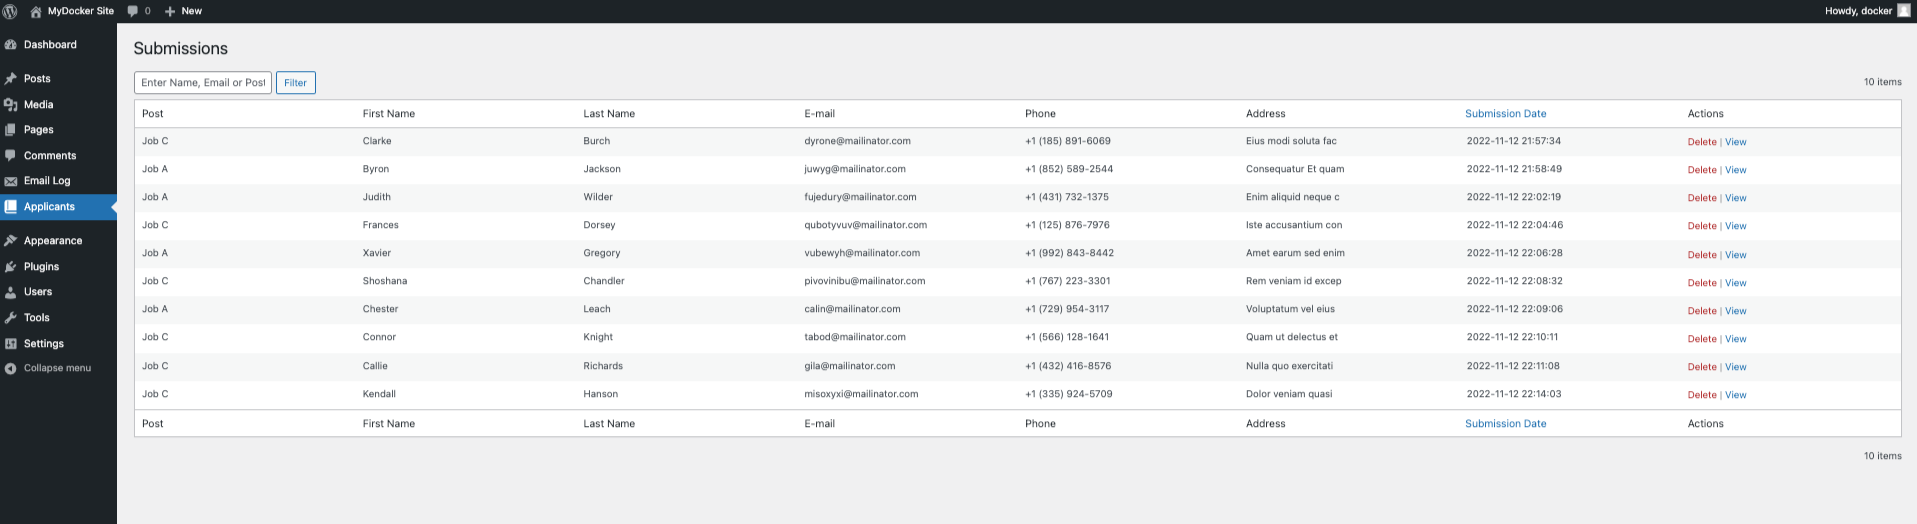 MyDocker Site 0 New Howdy, docker
Dashboard
Posts
Media
Pages
Comments
Email Log
Applicants
Appearance
Plugins
Users
Tools
Settings
Collapse menu
Submissions
Enter Name, Email or Post Filter 10 items
Post First Name Last Name E-mail Phone Address Submission Date Actions
Job C Clarke Burch dyrone@mailinator.com +1 (185) 891-6069 Eius modi soluta fac 2022-11-12 21:57:34 Delete | View
Job A Byron Jackson juwyg@mailinator.com +1 (852) 589-2544 Consequatur Et quam 2022-11-12 21:58:49 Delete | View
Job A Judith Wilder fujedury@mailinator.com +1 (431) 732-1375 Enim aliquid neque c 2022-11-12 22:02:19 Delete | View
Job C Frances Dorsey qubotyvuv@mailinator.com +1 (125) 876-7976 Iste accusantium con 2022-11-12 22:04:46 Delete | View
Job A Xavier Gregory vubewyh@mailinator.com +1 (992) 843-8442 Amet earum sed enim 2022-11-12 22:06:28 Delete | View
Job C Shoshana Chandler pivovinibu@mailinator.com +1 (767) 223-3301 Rem veniam id excep 2022-11-12 22:08:32 Delete | View
Job A Chester Leach calin@mailinator.com +1 (729) 954-3117 Voluptatum vel eius 2022-11-12 22:09:06 Delete | View
Job C Connor Knight tabod@mailinator.com +1 (566) 128-1641 Quam ut delectus et 2022-11-12 22:10:11 Delete | View
Job C Callie Richards gila@mailinator.com +1 (432) 416-8576 Nulla quo exercitati 2022-11-12 22:11:08 Delete | View
Job C Kendall Hanson misoxyxi@mailinator.com +1 (335) 924-5709 Dolor veniam quasi 2022-11-12 22:14:03 Delete | View
Post First Name Last Name E-mail Phone Address Submission Date Actions
10 items